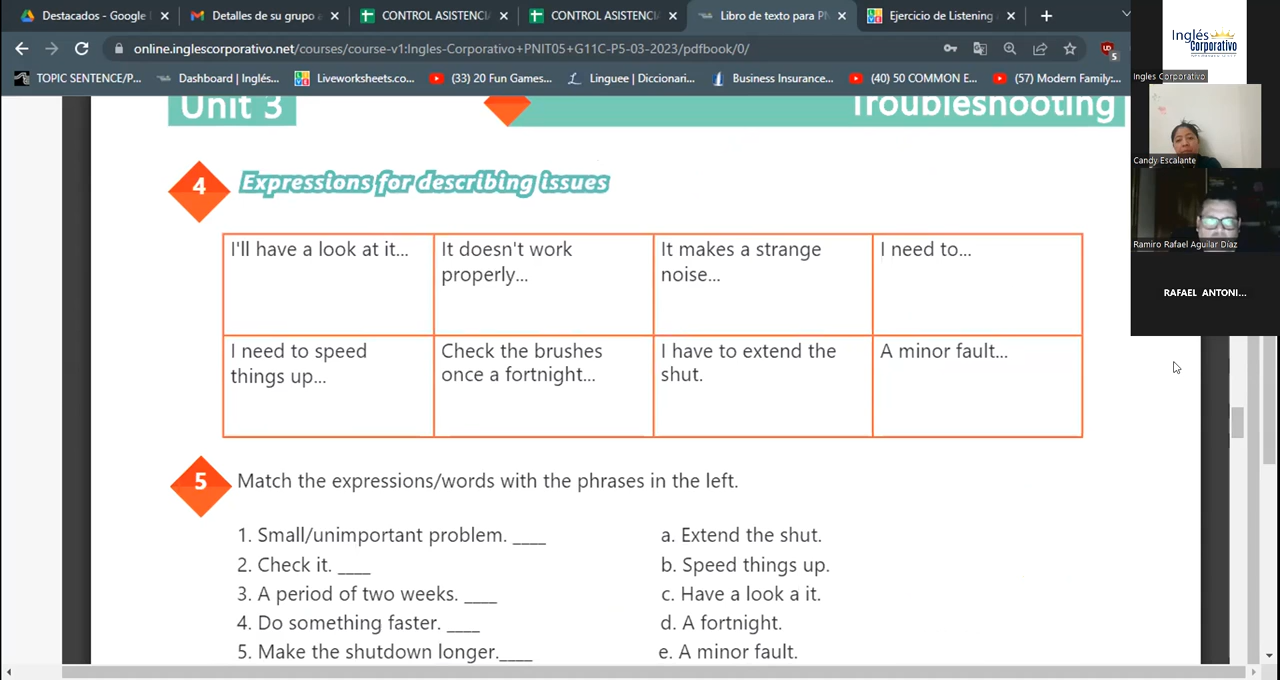 Destacados - Google
Detalles de su grupo a
CONTROL ASISTENCI
CONTROL ASISTENCI
Libro de texto para PN
Ejercicio de Listening
online.inglescorporativo.net/courses/course-v1:Ingles-Corporativo+PNIT05+G11C-P5-03-2023/pdfbook/0/
TOPIC SENTENCE/P...
Dashboard | Inglés...
Liveworksheets.co...
(33) 20 Fun Games...
Linguee | Diccionari...
Business Insurance...
(40) 50 COMMON E...
(57) Modern Family:...
Inglés
Corporativo
Ingles Corporativo
Candy Escalante
Ramiro Rafael Aguilar Díaz
RAFAEL ANTONI...
Unit 3
Troubleshooting
4
Expressions for describing issues
I'll have a look at it...
It doesn't work
properly...
It makes a strange
noise...
I need to...
I need to speed
things up...
Check the brushes
once a fortnight...
I have to extend the
shut.
A minor fault...
5
Match the expressions/words with the phrases in the left.
1. Small/unimportant problem. ____
a. Extend the shut.
2. Check it. ____
b. Speed things up.
3. A period of two weeks. ____
c. Have a look a it.
4. Do something faster. ____
d. A fortnight.
5. Make the shutdown longer.____
e. A minor fault.